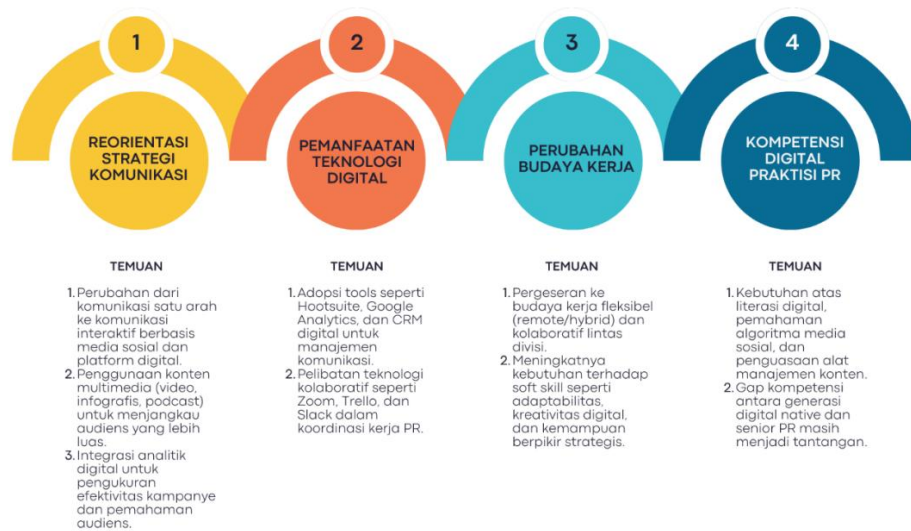 1
REORIENTASI
STRATEGI
KOMUNIKASI
TEMUAN
1. Perubahan dari
komunikasi satu arah
ke komunikasi
interaktif berbasis
media sosial dan
platform digital.
2. Penggunaan konten
multimedia (video,
infografis, podcast)
untuk menjangkau
audiens yang lebih
luas.
3. Integrasi analitik
digital untuk
pengukuran
efektivitas kampanye
dan pemahaman
audiens.
2
PEMANFAATAN
TEKNOLOGI
DIGITAL
TEMUAN
1. Adopsi tools seperti
Hootsuite, Google
Analytics, dan CRM
digital untuk
manajemen
komunikasi.
2. Pelibatan teknologi
kolaboratif seperti
Zoom, Trello, dan
Slack dalam
koordinasi kerja PR.
3
PERUBAHAN
BUDAYA KERJA
TEMUAN
1. Pergeseran ke
budaya kerja fleksibel
(remote/hybrid) dan
kolaboratif lintas
divisi.
2. Meningkatnya
kebutuhan terhadap
soft skill seperti
adaptabilitas,
kreativitas digital,
dan kemampuan
berpikir strategis.
4
KOMPETENSI
DIGITAL
PRAKTISI PR
TEMUAN
1. Kebutuhan atas
literasi digital,
pemahaman
algoritma media
sosial, dan
penguasaan alat
manajemen konten.
2. Gap kompetensi
antara generasi
digital native dan
senior PR masih
menjadi tantangan.